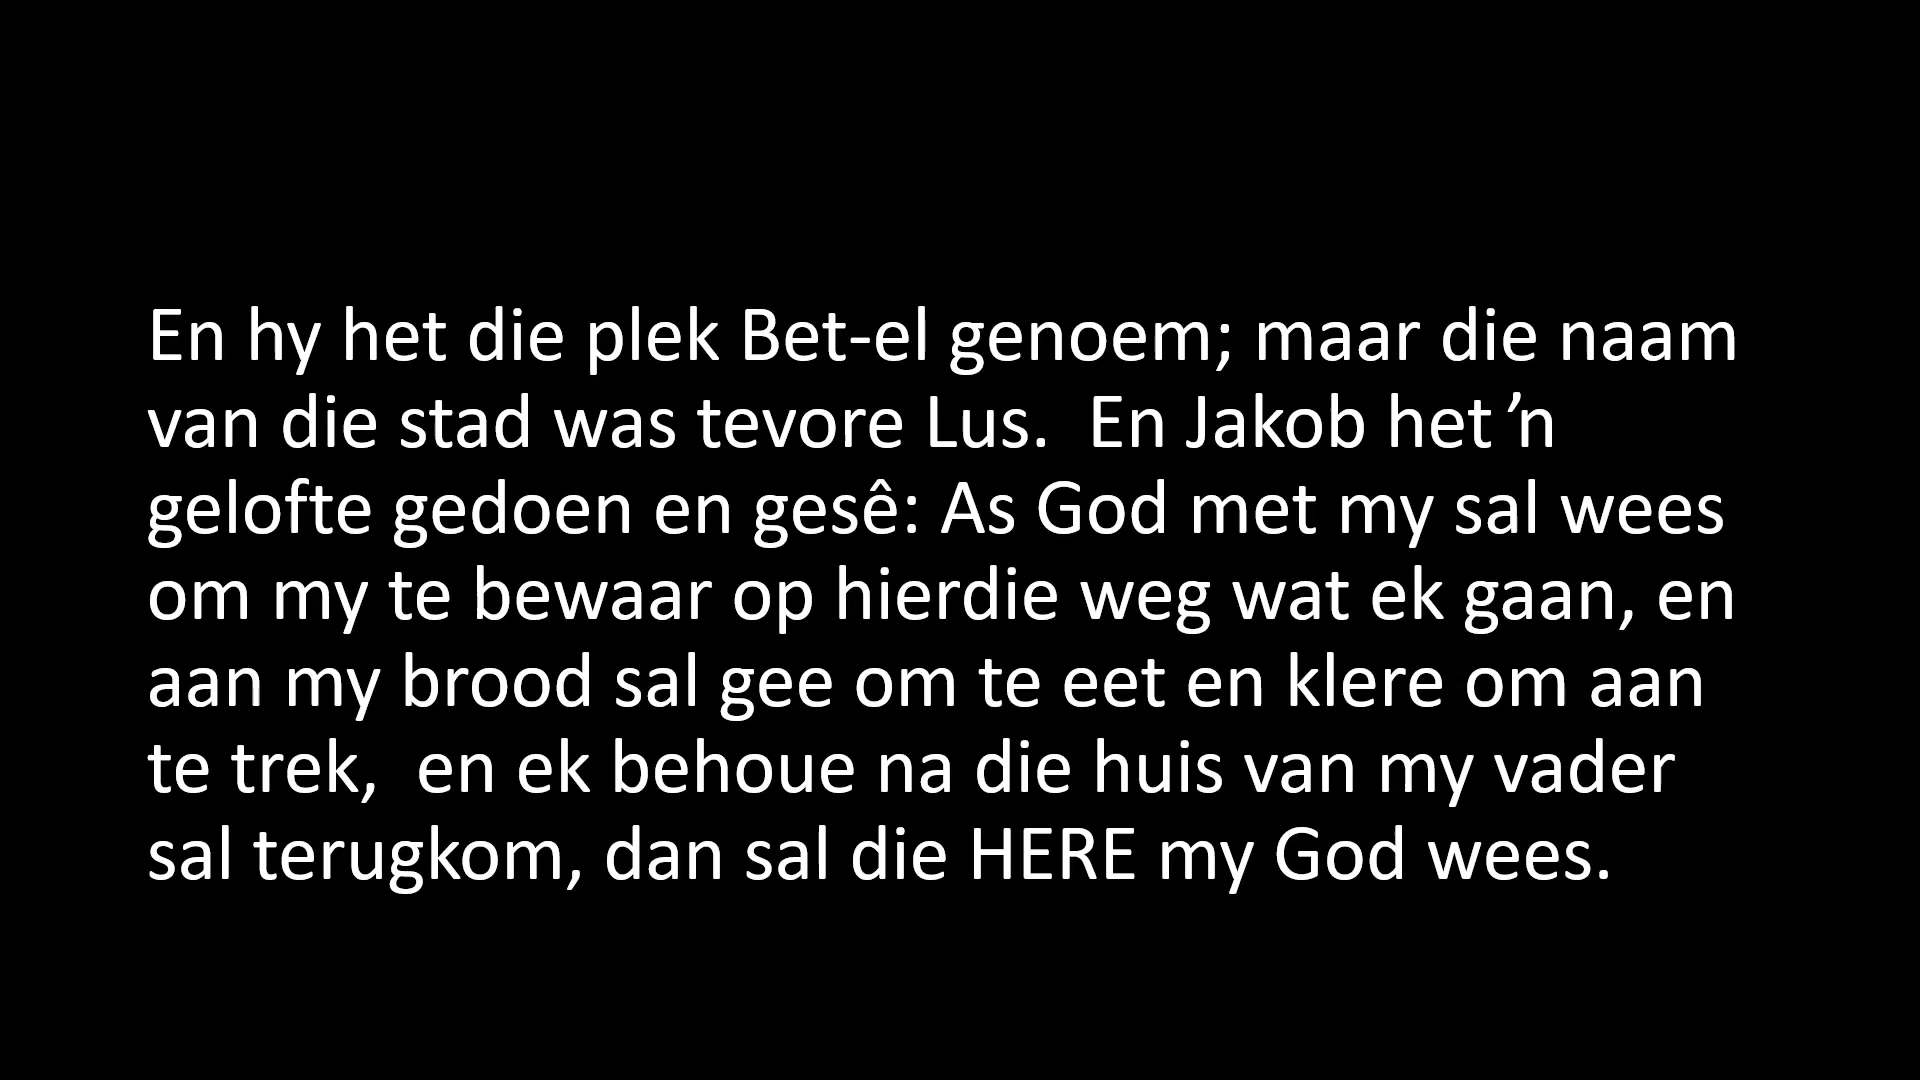 En hy het die plek Bet-el genoem; maar die naam
van die stad was tevore Lus.  En Jakob het ’n
gelofte gedoen en gesê: As God met my sal wees
om my te bewaar op hierdie weg wat ek gaan, en
aan my brood sal gee om te eet en klere om aan
te trek,  en ek behoue na die huis van my vader
sal terugkom, dan sal die HERE my God wees.